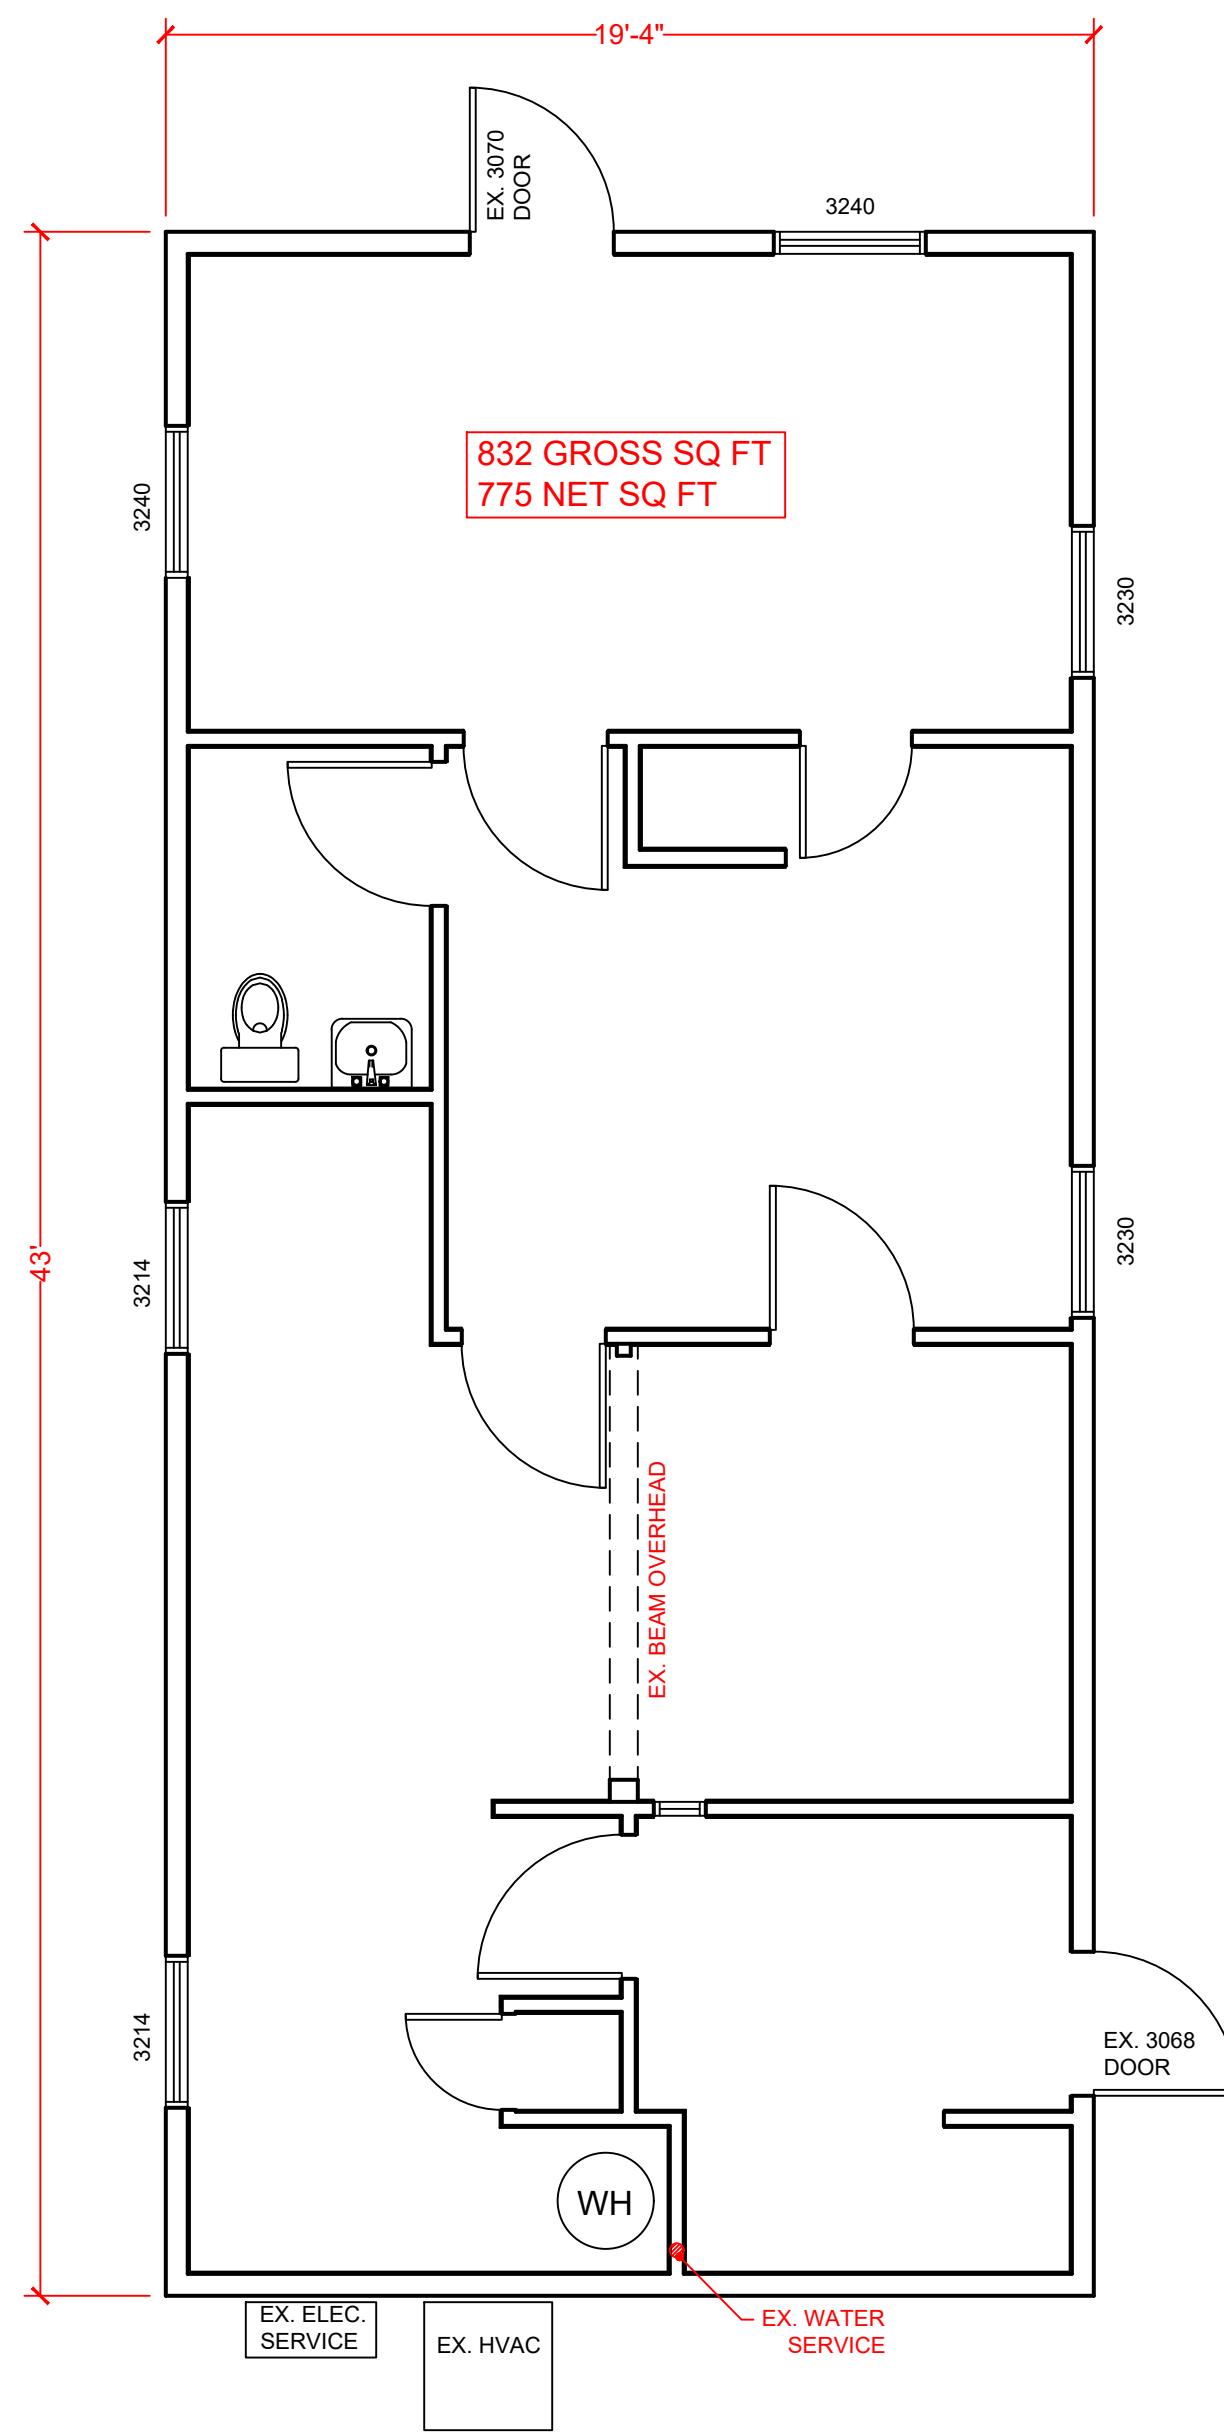 19'-4"
EX. 3070
DOOR
3240
832 GROSS SQ FT
775 NET SQ FT
3240
3230
43'
3214
3230
EX. BEAM OVERHEAD
3214
EX. 3068
DOOR
WH
EX. ELEC.
SERVICE
EX. HVAC
EX. WATER
SERVICE